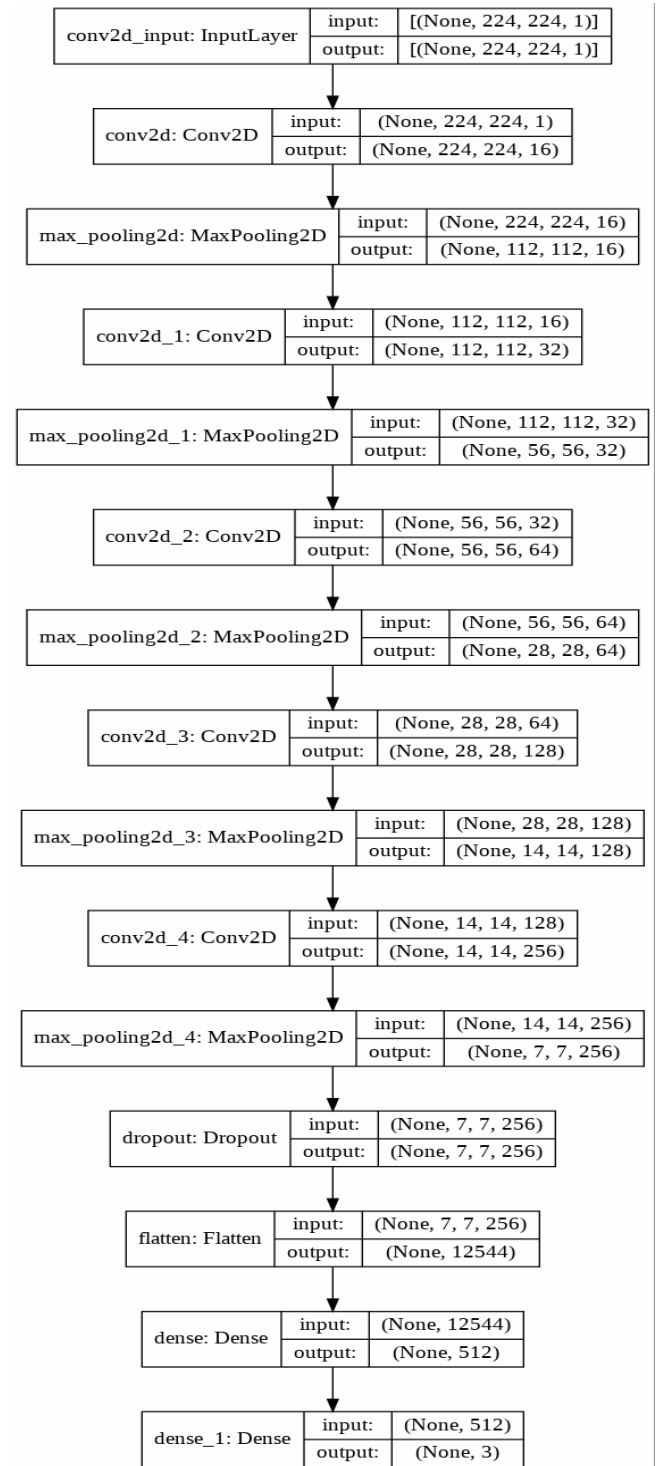 conv2d_input: InputLayer input: [(None, 224, 224, 1)]
output: [(None, 224, 224, 1)]
conv2d: Conv2D input: (None, 224, 224, 1)
output: (None, 224, 224, 16)
max_pooling2d: MaxPooling2D input: (None, 224, 224, 16)
output: (None, 112, 112, 16)
conv2d_1: Conv2D input: (None, 112, 112, 16)
output: (None, 112, 112, 32)
max_pooling2d_1: MaxPooling2D input: (None, 112, 112, 32)
output: (None, 56, 56, 32)
conv2d_2: Conv2D input: (None, 56, 56, 32)
output: (None, 56, 56, 64)
max_pooling2d_2: MaxPooling2D input: (None, 56, 56, 64)
output: (None, 28, 28, 64)
conv2d_3: Conv2D input: (None, 28, 28, 64)
output: (None, 28, 28, 128)
max_pooling2d_3: MaxPooling2D input: (None, 28, 28, 128)
output: (None, 14, 14, 128)
conv2d_4: Conv2D input: (None, 14, 14, 128)
output: (None, 14, 14, 256)
max_pooling2d_4: MaxPooling2D input: (None, 14, 14, 256)
output: (None, 7, 7, 256)
dropout: Dropout input: (None, 7, 7, 256)
output: (None, 7, 7, 256)
flatten: Flatten input: (None, 7, 7, 256)
output: (None, 12544)
dense: Dense input: (None, 12544)
output: (None, 512)
dense_1: Dense input: (None, 512)
output: (None, 3)